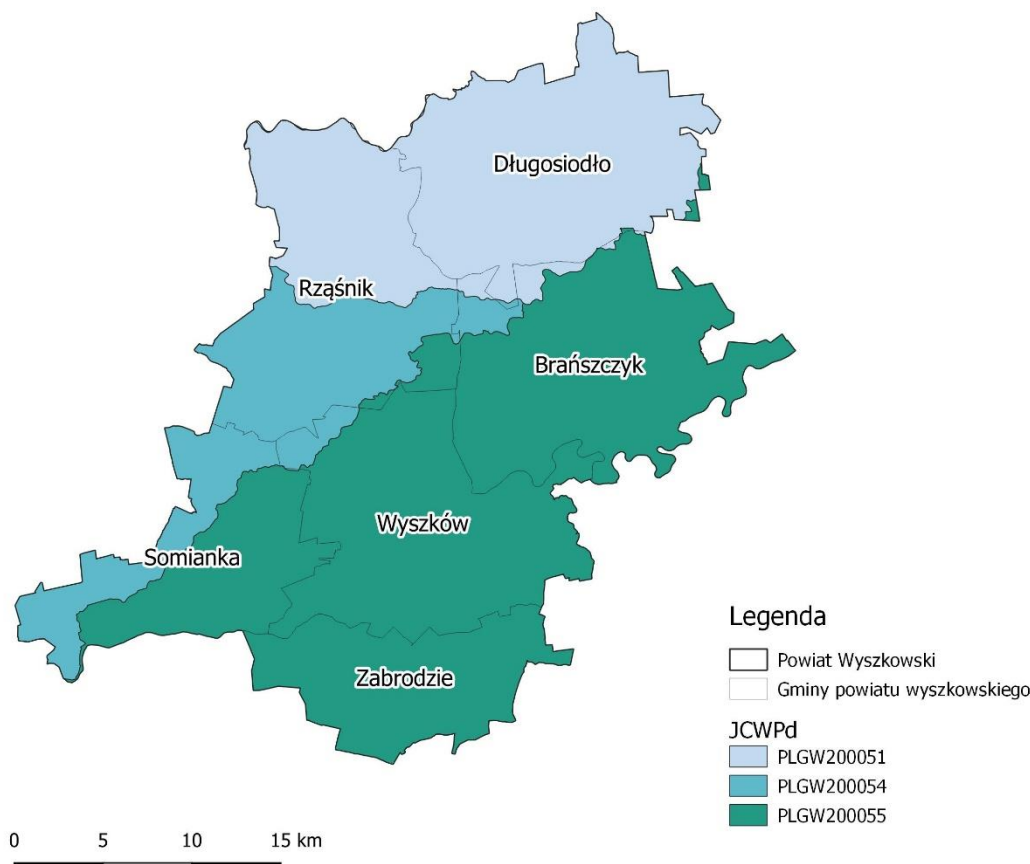 Długosiodło
Rząśnik
Brańszczyk
Wyszków
Somianka
Zabrodzie
Legenda
Powiat Wyszkowski
Gminy powiatu wyszkowskiego
JCWPd
PLGW200051
PLGW200054
PLGW200055
0 5 10 15 km